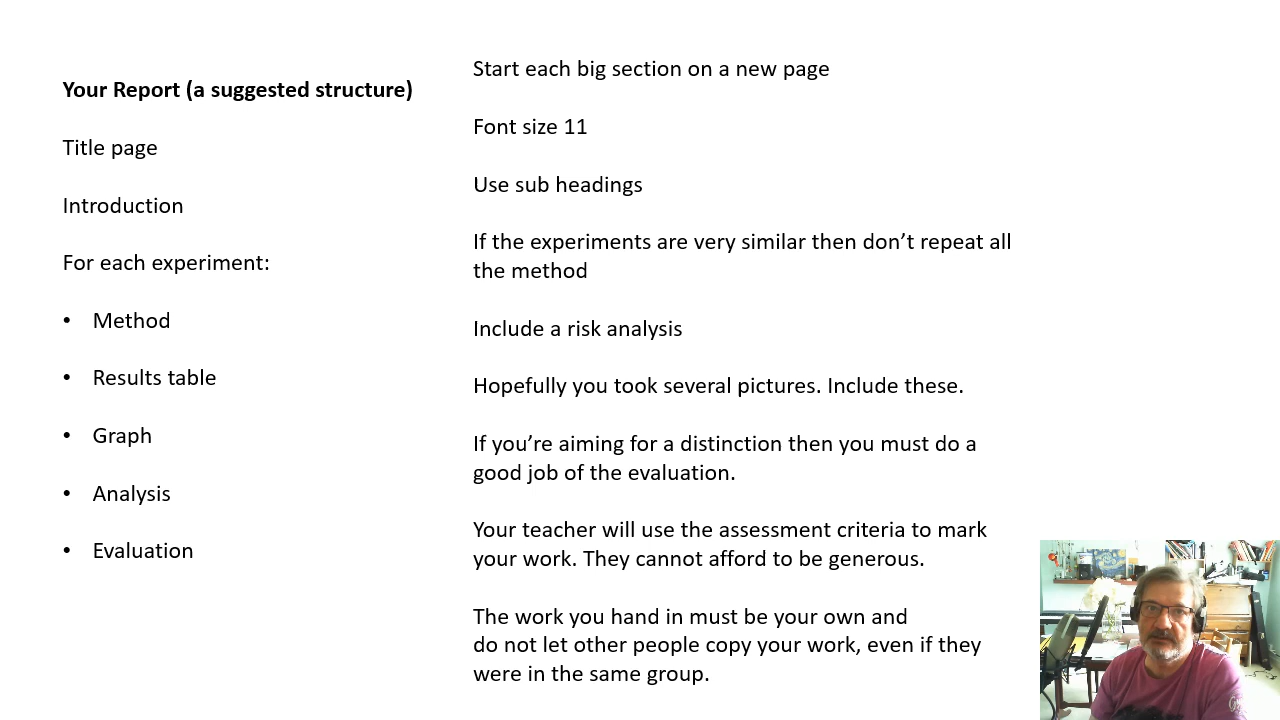 Your Report (a suggested structure)
Title page
Introduction
For each experiment:
• Method
• Results table
• Graph
• Analysis
• Evaluation
Start each big section on a new page
Font size 11
Use sub headings
If the experiments are very similar then don’t repeat all
the method
Include a risk analysis
Hopefully you took several pictures. Include these.
If you’re aiming for a distinction then you must do a
good job of the evaluation.
Your teacher will use the assessment criteria to mark
your work. They cannot afford to be generous.
The work you hand in must be your own and
do not let other people copy your work, even if they
were in the same group.